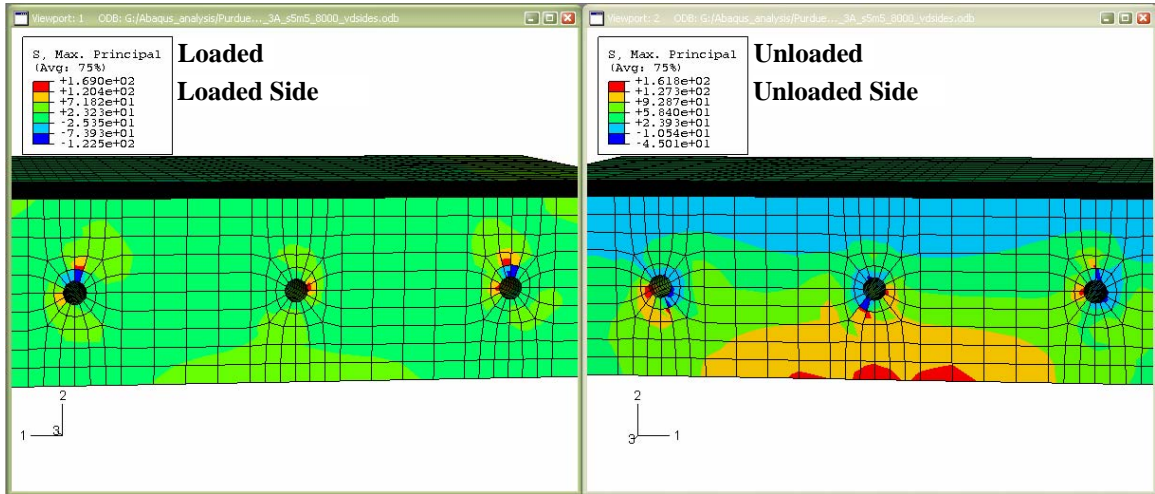 Viewport: 1 ODB: G:/Abaqus_analysis/Purdue..._3A_s5m5_8000_vdsides.odb
S, Max. Principal
(Avg: 75%)
+1.690e+02
+1.204e+02
+7.182e+01
+2.323e+01
-2.535e+01
-7.393e+01
-1.225e+02
Loaded
Loaded Side
2
1
3
Viewport: 2 ODB: G:/Abaqus_analysis/Purdue..._3A_s5m5_8000_vdsides.odb
S, Max. Principal
(Avg: 75%)
+1.618e+02
+1.273e+02
+9.287e+01
+5.840e+01
+2.393e+01
-1.054e+01
-4.501e+01
Unloaded
Unloaded Side
2
3
1